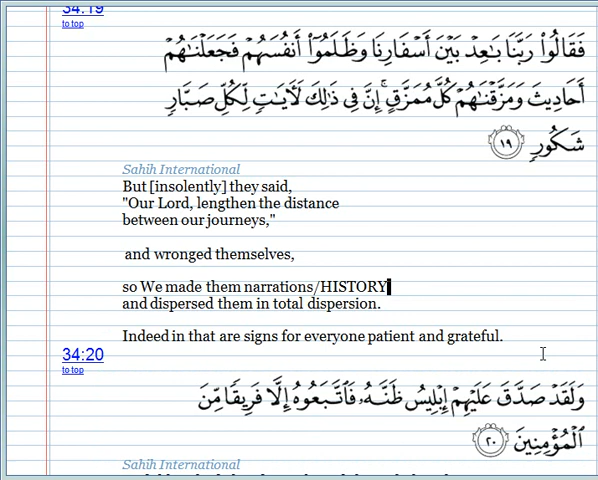 34:19
to top
فَقَالُوا۟ رَبَّنَا بَـٰعِدْ بَيْنَ أَسْفَارِنَا وَظَلَمُوٓا۟ أَنفُسَهُمْ فَجَعَلْنَـٰهُمْ
أَحَادِيثَ وَمَزَّقْنَـٰهُمْ كُلَّ مُمَزَّقٍ ۚ إِنَّ فِى ذَٰلِكَ لَـَٔايَـٰتٍ لِّكُلِّ صَبَّارٍ
شَكُورٍ ١٩
Sahih International
But [insolently] they said,
"Our Lord, lengthen the distance
between our journeys,"
and wronged themselves,
so We made them narrations/HISTORY
and dispersed them in total dispersion.
Indeed in that are signs for everyone patient and grateful.
34:20
to top
وَلَقَدْ صَدَّقَ عَلَيْهِمْ إِبْلِيسُ ظَنَّهُۥ فَٱتَّبَعُوهُ إِلَّا فَرِيقًا مِّنَ
ٱلْمُؤْمِنِينَ ٢٠
Sahih International